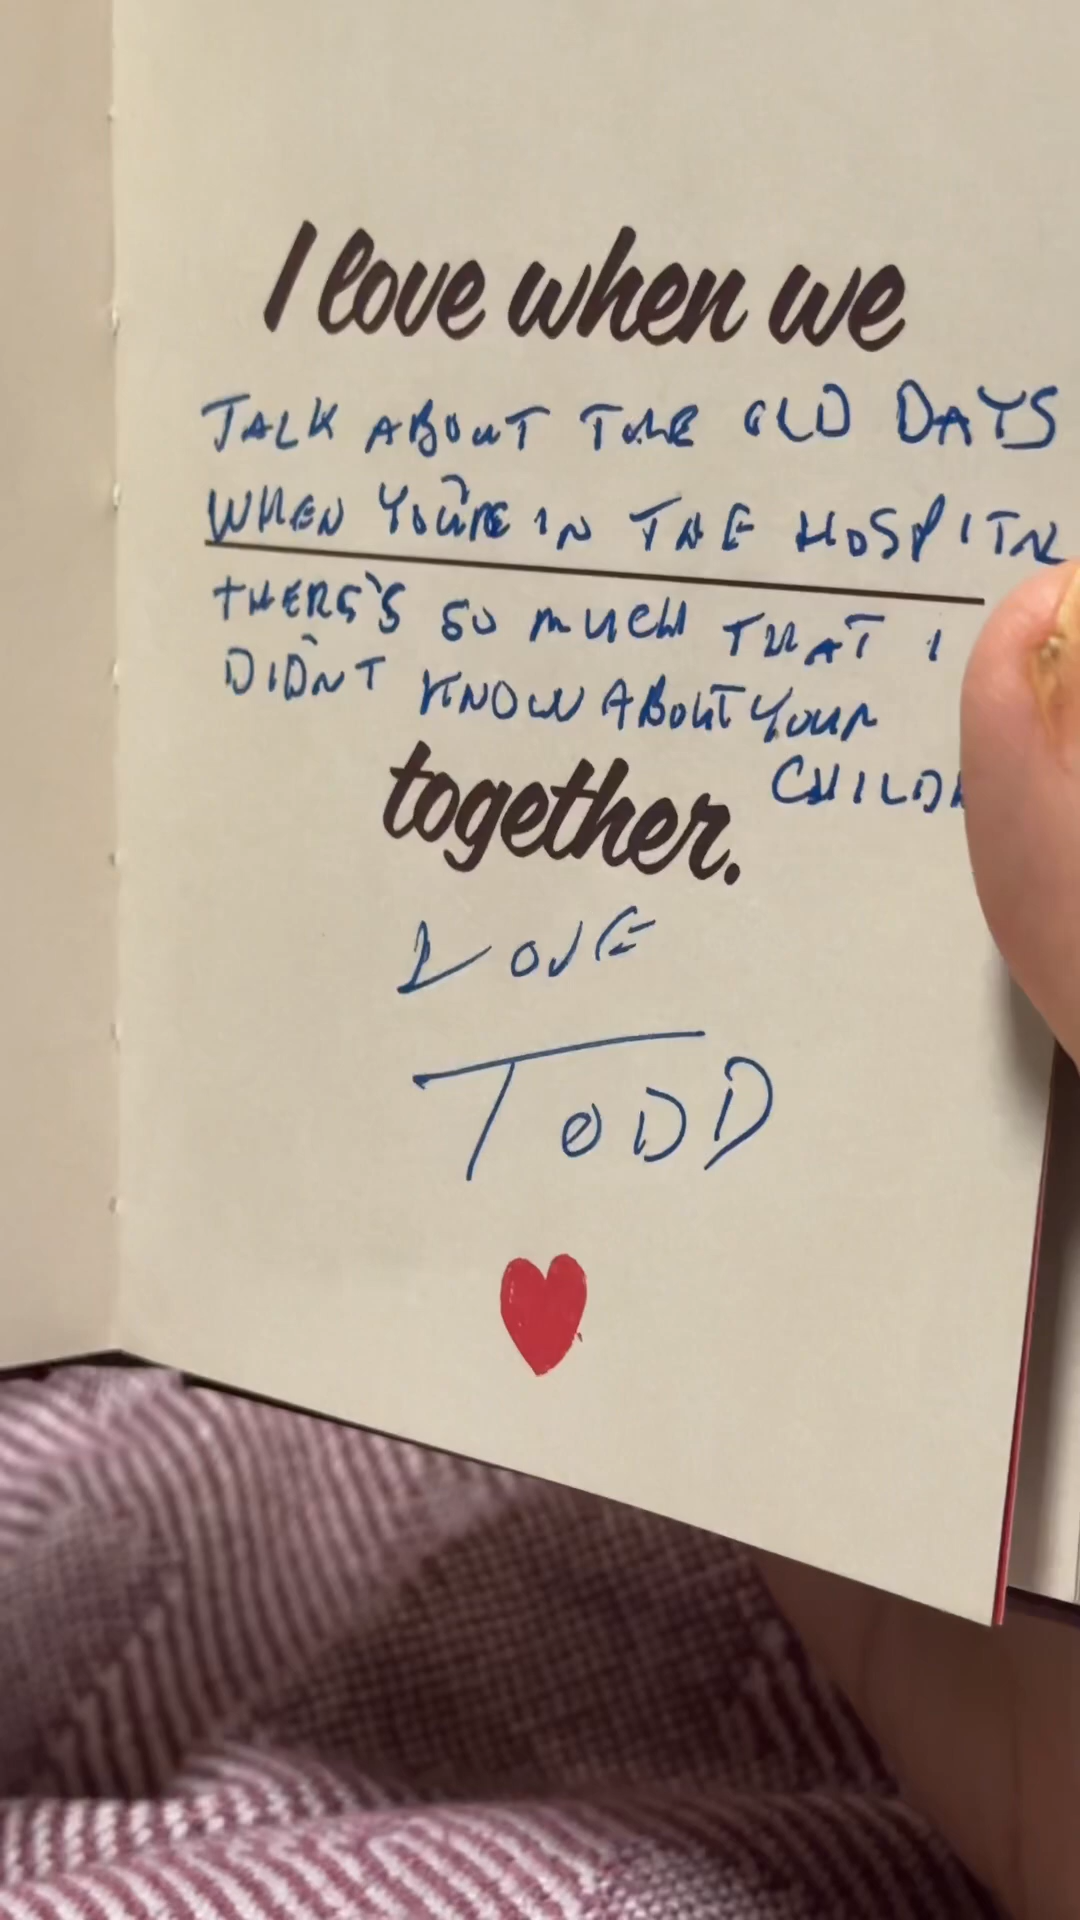 I love when we
TALK ABOUT THE OLD DAYS
WHEN YOU'RE IN THE HOSPITAL
THERE'S SO MUCH THAT I
DIDN'T KNOW ABOUT YOUR
CHILD
together.
LOVE
TODD